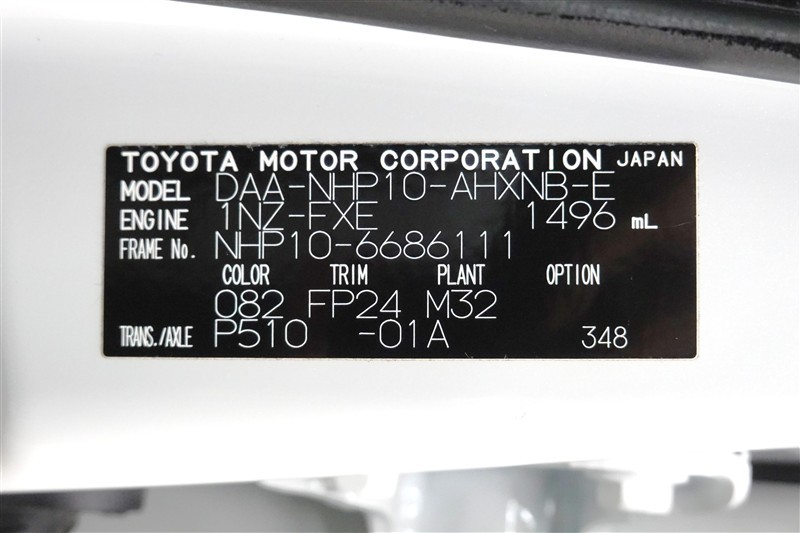 TOYOTA MOTOR CORPORATION JAPAN
MODEL DAA-NHP10-AHXNB-E
ENGINE 1NZ-FXE 1496 mL
FRAME No. NHP10-6686111
COLOR TRIM PLANT OPTION
082 FP24 M32
TRANS./AXLE P510 -01A 348